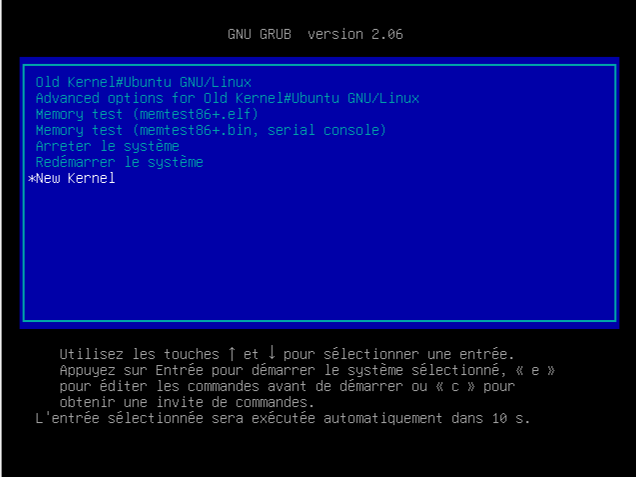 GNU GRUB  version 2.06
Old Kernel#Ubuntu GNU/Linux
Advanced options for Old Kernel#Ubuntu GNU/Linux
Memory test (memtest86+.elf)
Memory test (memtest86+.bin, serial console)
Arreter le système
Redémarrer le système
*New Kernel
Utilisez les touches ↑ et ↓ pour sélectionner une entrée.
Appuyez sur Entrée pour démarrer le système sélectionné, « e »
pour éditer les commandes avant de démarrer ou « c » pour
obtenir une invite de commandes.
L'entrée sélectionnée sera exécutée automatiquement dans 10 s.